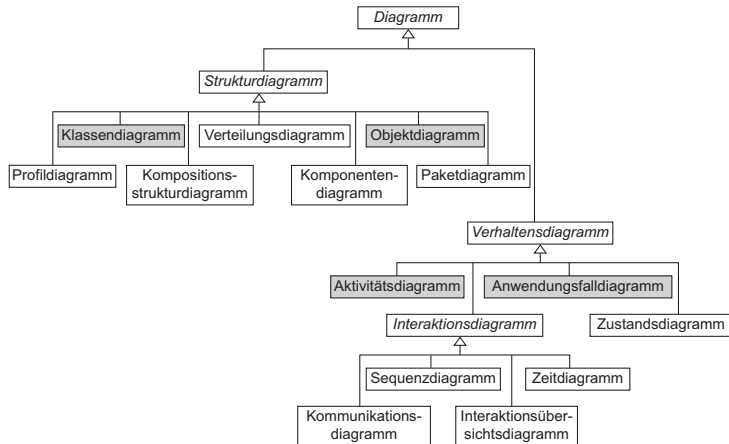 Diagramm
Strukturdiagramm
Klassendiagramm
Verteilungsdiagramm
Objektdiagramm
Profildiagramm
Kompositions-
strukturdiagramm
Komponenten-
diagramm
Paketdiagramm
Verhaltensdiagramm
Aktivitätsdiagramm
Anwendungsfalldiagramm
Interaktionsdiagramm
Zustandsdiagramm
Sequenzdiagramm
Zeitdiagramm
Kommunikations-
diagramm
Interaktionsüber-
sichtsdiagramm